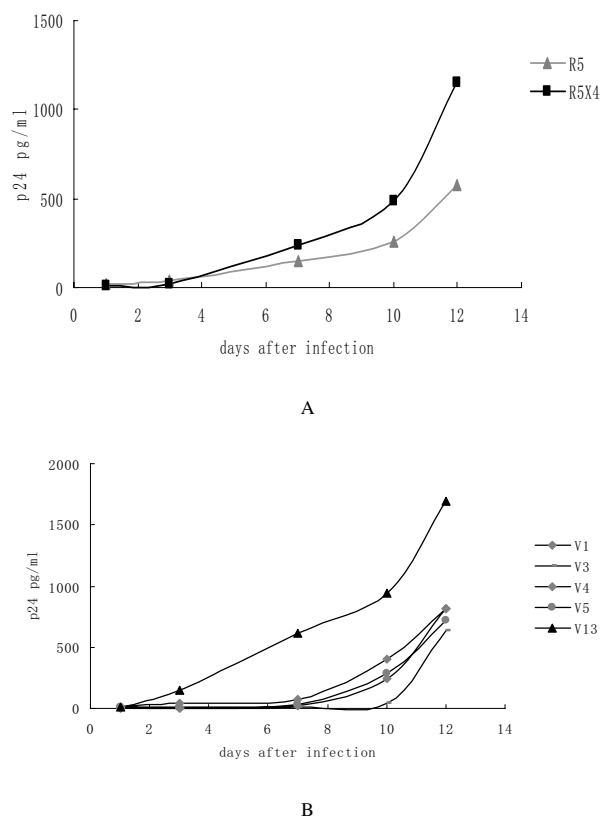 1500
1000
500
0
p24 pg/ml
0 2 4 6 8 10 12 14
days after infection
R5
R5X4
A
2000
1500
1000
500
0
p24 pg/ml
0 2 4 6 8 10 12 14
days after infection
V1
V3
V4
V5
V13
B